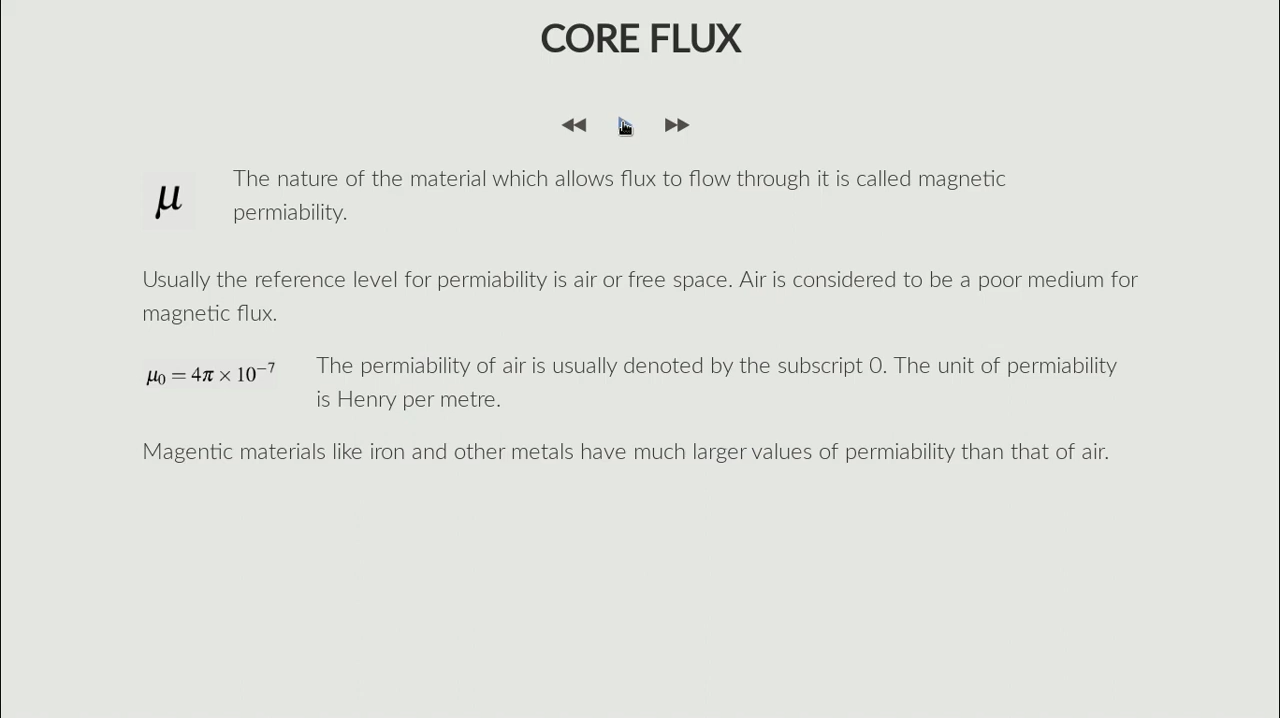 CORE FLUX
μ
The nature of the material which allows flux to flow through it is called magnetic
permiability.
Usually the reference level for permiability is air or free space. Air is considered to be a poor medium for
magnetic flux.
μ₀ = 4π × 10⁻⁷
The permiability of air is usually denoted by the subscript 0. The unit of permiability
is Henry per metre.
Magentic materials like iron and other metals have much larger values of permiability than that of air.